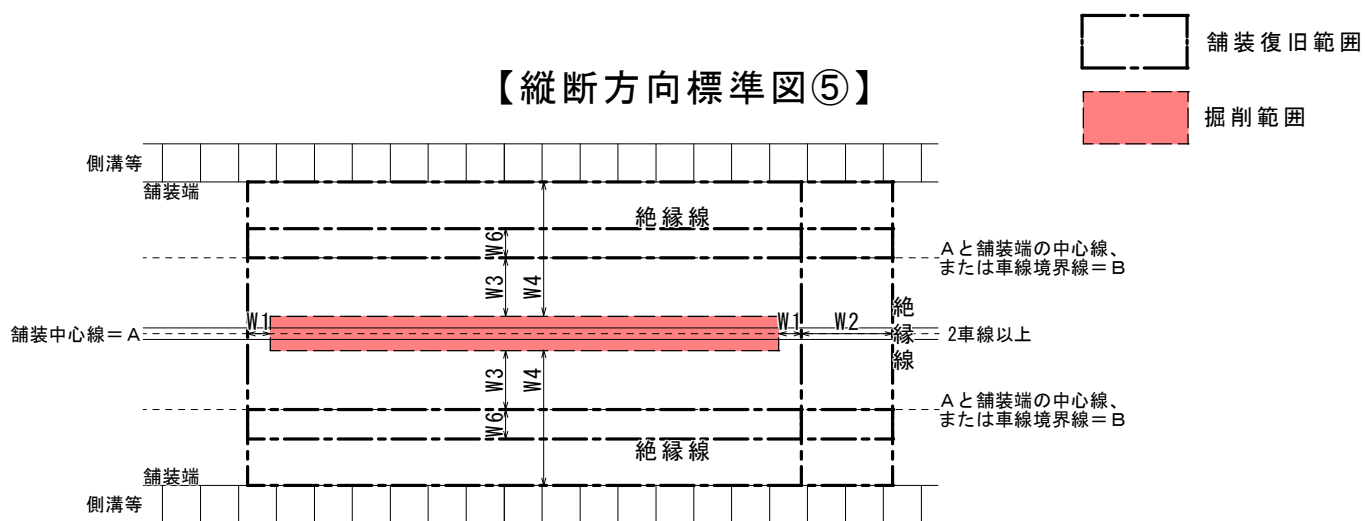 舗装復旧範囲
【縦断方向標準図⑤】
掘削範囲
側溝等
舗装端
絶縁線
W6
Aと舗装端の中心線、
または車線境界線＝B
W3
W4
舗装中心線＝A
W1
W1
W2
絶縁線
2車線以上
W3
W4
Aと舗装端の中心線、
または車線境界線＝B
W6
絶縁線
舗装端
側溝等